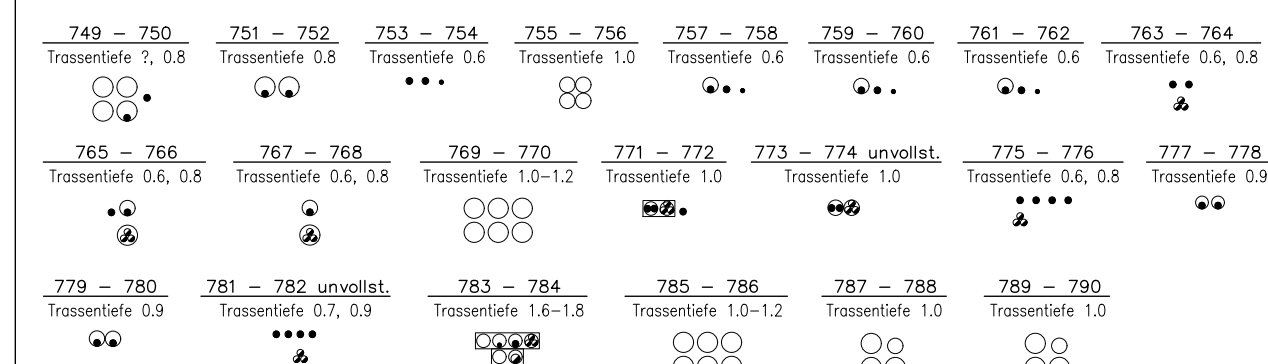 749 – 750 751 – 752 753 – 754 755 – 756 757 – 758 759 – 760 761 – 762 763 – 764
Trassentiefe ?, 0.8 Trassentiefe 0.8 Trassentiefe 0.6 Trassentiefe 1.0 Trassentiefe 0.6 Trassentiefe 0.6 Trassentiefe 0.6 Trassentiefe 0.6, 0.8
765 – 766 767 – 768 769 – 770 771 – 772 773 – 774 unvollst. 775 – 776 777 – 778
Trassentiefe 0.6, 0.8 Trassentiefe 0.6, 0.8 Trassentiefe 1.0–1.2 Trassentiefe 1.0 Trassentiefe 1.0 Trassentiefe 0.6, 0.8 Trassentiefe 0.9
779 – 780 781 – 782 unvollst. 783 – 784 785 – 786 787 – 788 789 – 790
Trassentiefe 0.9 Trassentiefe 0.7, 0.9 Trassentiefe 1.6–1.8 Trassentiefe 1.0–1.2 Trassentiefe 1.0 Trassentiefe 1.0